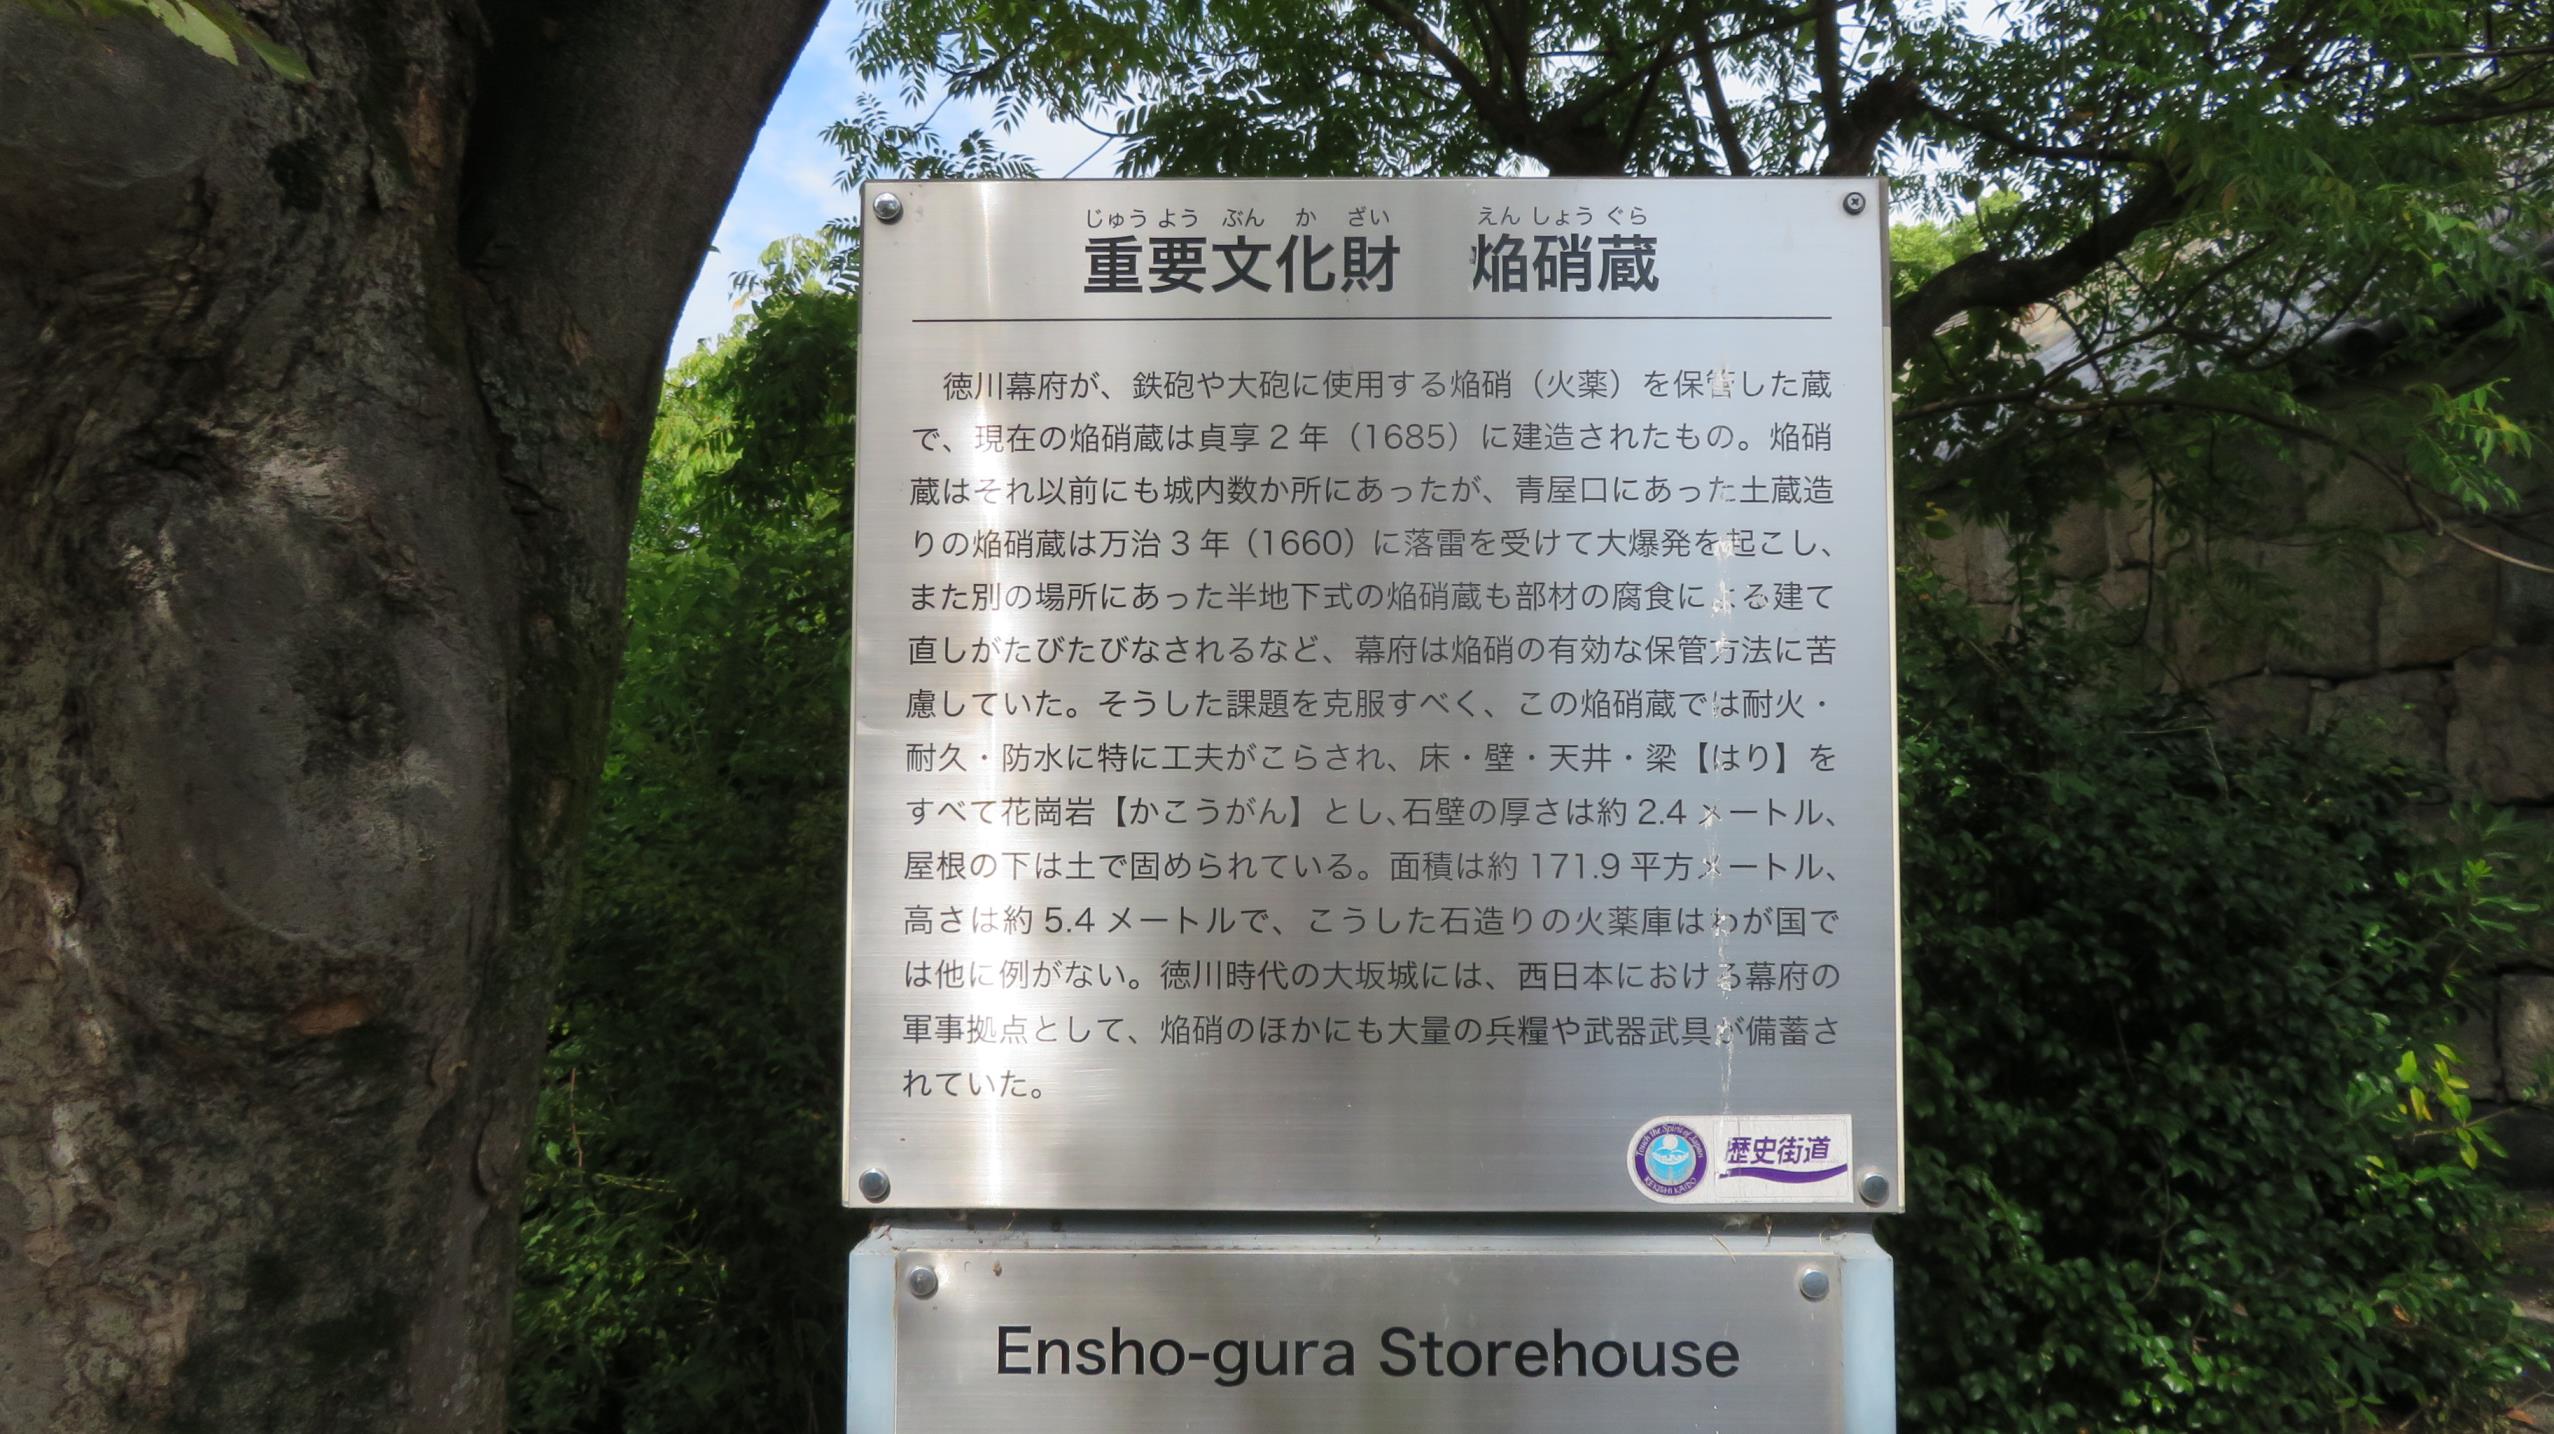 じゅう よう ぶん か ざい　えん しょう ぐら
重要文化財　焔硝蔵
徳川幕府が、鉄砲や大砲に使用する焔硝（火薬）を保管した蔵
で、現在の焔硝蔵は貞享2年（1685）に建造されたもの。焔硝
蔵はそれ以前にも城内数か所にあったが、青屋口にあった土蔵造
りの焔硝蔵は万治3年（1660）に落雷を受けて大爆発を起こし、
また別の場所にあった半地下式の焔硝蔵も部材の腐食による建て
直しがたびたびなされるなど、幕府は焔硝の有効な保管方法に苦
慮していた。そうした課題を克服すべく、この焔硝蔵では耐火・
耐久・防水に特に工夫がこらされ、床・壁・天井・梁【はり】を
すべて花崗岩【かこうがん】とし、石壁の厚さは約2.4メートル、
屋根の下は土で固められている。面積は約171.9平方メートル、
高さは約5.4メートルで、こうした石造りの火薬庫はわが国で
は他に例がない。徳川時代の大坂城には、西日本における幕府の
軍事拠点として、焔硝のほかにも大量の兵糧や武器武具が備蓄さ
れていた。
Touch the Spirit of Japan
REKISHI KAIDO
歴史街道
Ensho-gura Storehouse